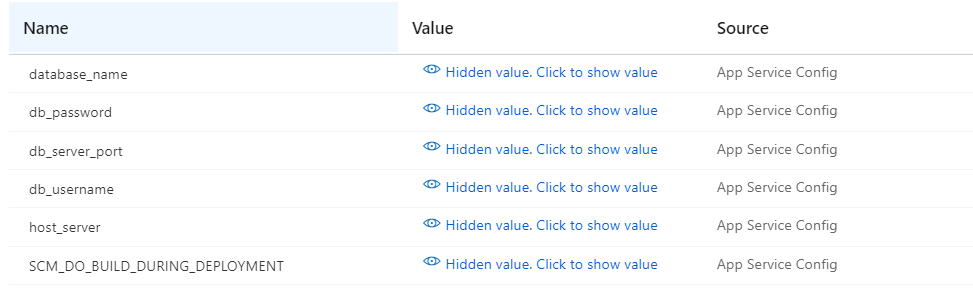 Name Value Source
database_name Hidden value. Click to show value App Service Config
db_password Hidden value. Click to show value App Service Config
db_server_port Hidden value. Click to show value App Service Config
db_username Hidden value. Click to show value App Service Config
host_server Hidden value. Click to show value App Service Config
SCM_DO_BUILD_DURING_DEPLOYMENT Hidden value. Click to show value App Service Config